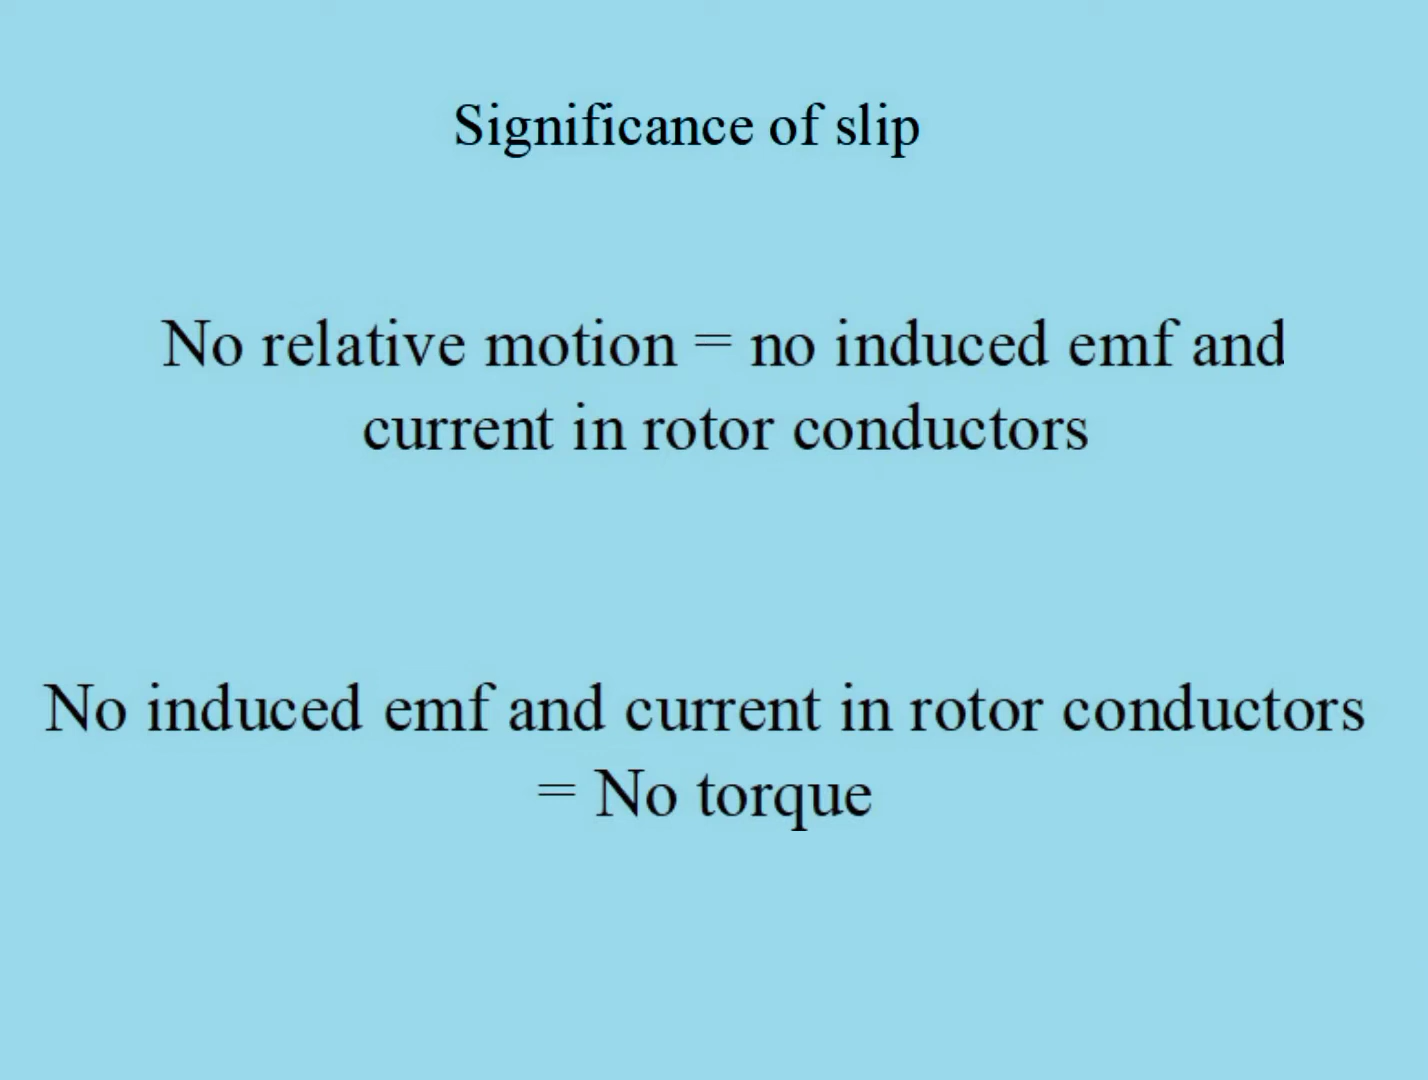 Significance of slip
No relative motion = no induced emf and
current in rotor conductors
No induced emf and current in rotor conductors
= No torque